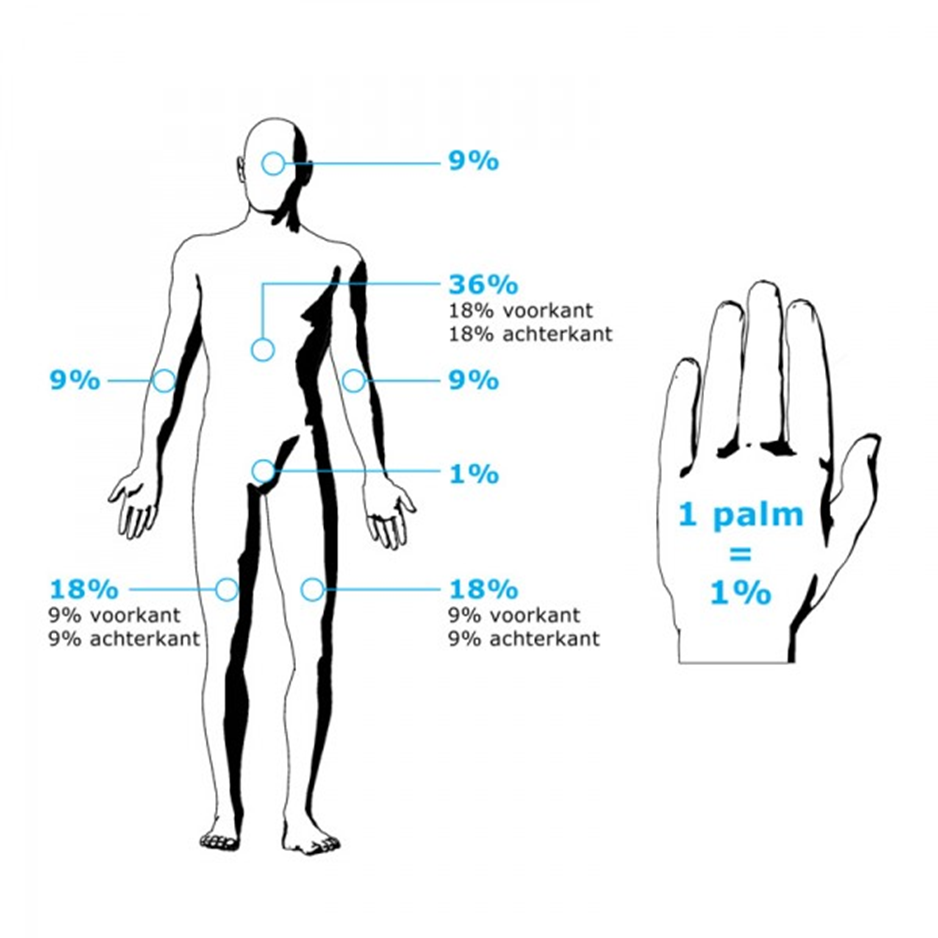 9%
36%
18% voorkant
18% achterkant
9%
9%
1%
18%
9% voorkant
9% achterkant
18%
9% voorkant
9% achterkant
1 palm
=
1%